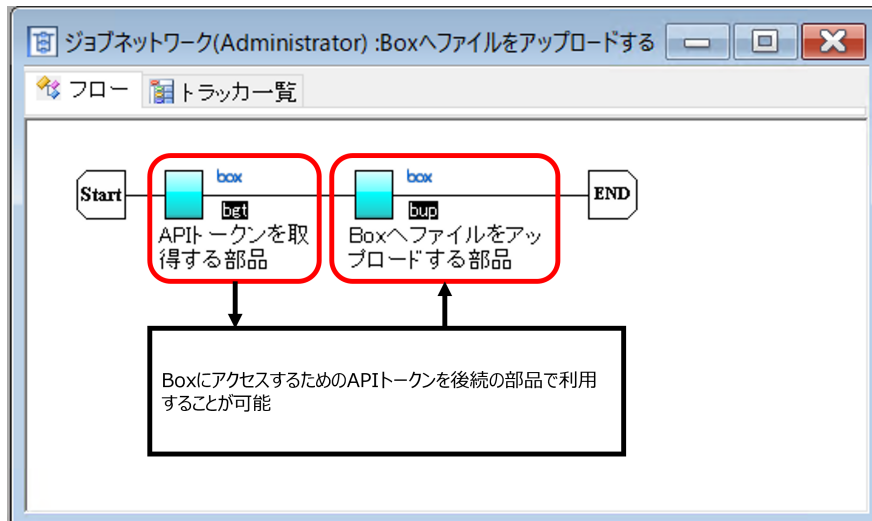 ジョブネットワーク(Administrator) :Boxへファイルをアップロードする
フロー
トラッカ一覧
Start
box
bgt
APIトークンを取
得する部品
box
bup
Boxへファイルをアッ
プロードする部品
END
BoxにアクセスするためのAPIトークンを後続の部品で利用
することが可能